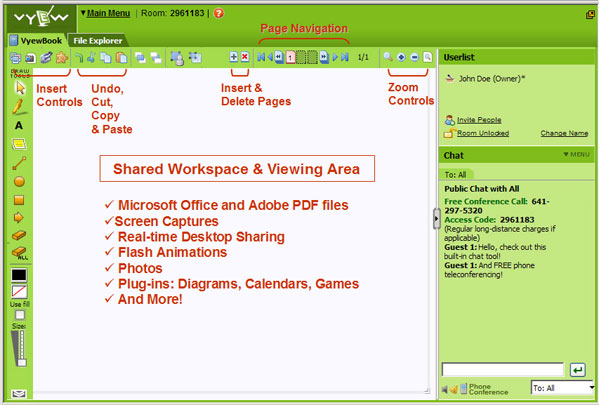 VYEW
▾Main Menu | Room: 2961183 |
Page Navigation
VyewBook
File Explorer
1
1/1
DRAW
TOOLS
Insert
Controls
Undo,
Cut,
Copy
& Paste
Insert &
Delete Pages
Zoom
Controls
A
Shared Workspace & Viewing Area
✓ Microsoft Office and Adobe PDF files
✓Screen Captures
✓ Real-time Desktop Sharing
✓ Flash Animations
✓ Photos
✓ Plug-ins: Diagrams, Calendars, Games
✓ And More!
ALL
Use fill
Size:
Userlist
John Doe (Owner)*
Invite People
Room Unlocked
Change Name
Chat
▾ MENU
To: All
Public Chat with All
Free Conference Call: 641-
297-5320
Access Code: 2961183
(Regular long-distance charges if
applicable)
Guest 1: Hello, check out this
built-in chat tool!
Guest 1: And FREE phone
teleconferencing!
Phone
Conference
To: All